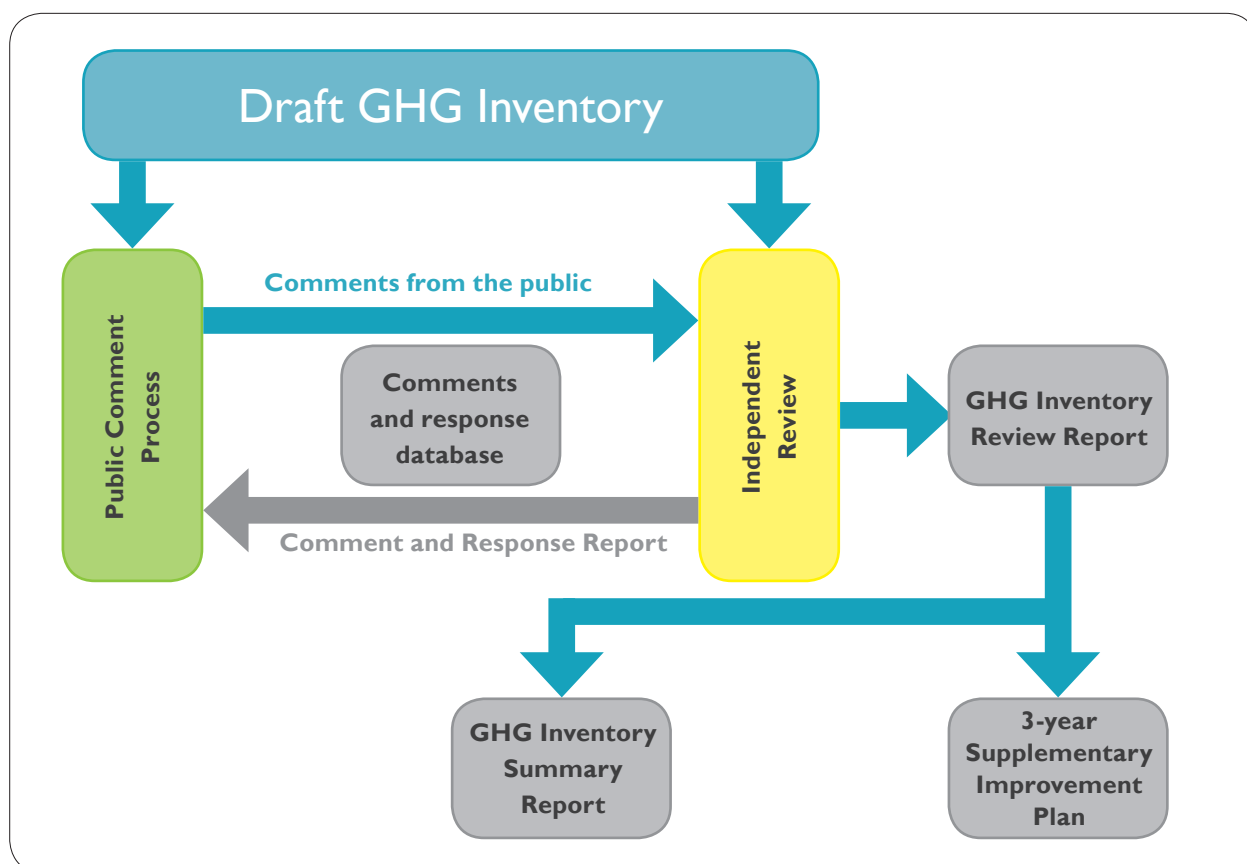 Draft GHG Inventory
Comments from the public
Public Comment
Process
Comments
and response
database
Independent
Review
GHG Inventory
Review Report
Comment and Response Report
GHG Inventory
Summary
Report
3-year
Supplementary
Improvement
Plan